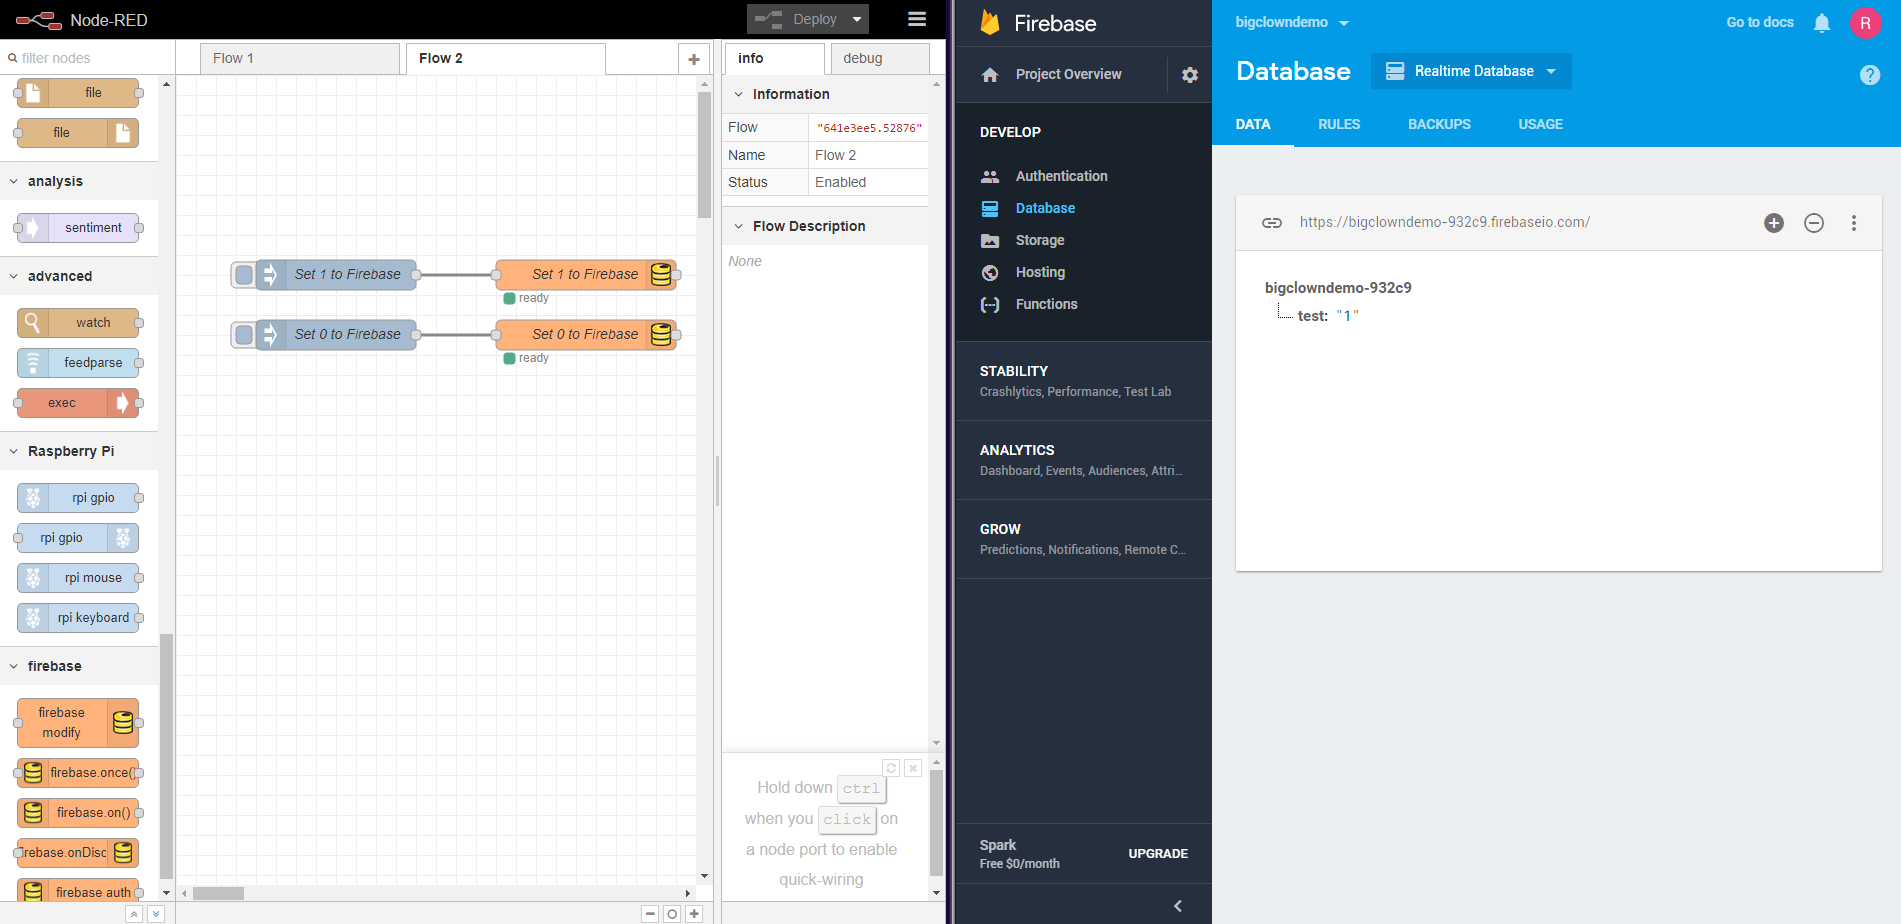 Node-RED
Deploy
filter nodes
file
file
analysis
sentiment
advanced
watch
feedparse
exec
Raspberry Pi
rpi gpio
rpi gpio
rpi mouse
rpi keyboard
firebase
firebase
modify
firebase.once()
firebase.on()
firebase.onDisc
firebase auth
Flow 1
Flow 2
Set 1 to Firebase
Set 1 to Firebase
ready
Set 0 to Firebase
Set 0 to Firebase
ready
info
debug
Information
Flow "641e3ee5.52876"
Name Flow 2
Status Enabled
Flow Description
None
Hold down ctrl
when you click on
a node port to enable
quick-wiring
Firebase
Project Overview
DEVELOP
Authentication
Database
Storage
Hosting
Functions
STABILITY
Crashlytics, Performance, Test Lab
ANALYTICS
Dashboard, Events, Audiences, Attri...
GROW
Predictions, Notifications, Remote C...
Spark
Free $0/month
UPGRADE
bigclowndemo
Go to docs
R
Database
Realtime Database
DATA RULES BACKUPS USAGE
https://bigclowndemo-932c9.firebaseio.com/
bigclowndemo-932c9
test: "1"